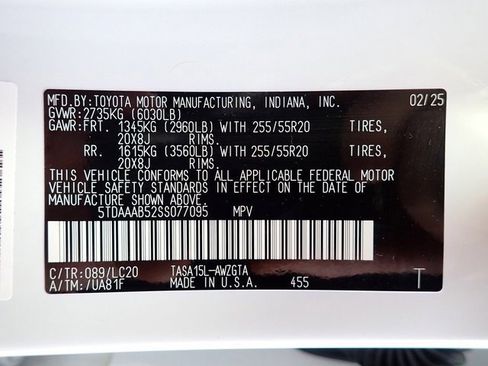 MFD.BY:TOYOTA MOTOR MANUFACTURING, INDIANA, INC. 02/25
GVWR:2735KG (6030LB)
GAWR:FRT. 1345KG (2960LB) WITH 255/55R20 TIRES,
20X8J RIMS.
RR. 1615KG (3560LB) WITH 255/55R20 TIRES,
20X8J RIMS.
THIS VEHICLE CONFORMS TO ALL APPLICABLE FEDERAL MOTOR
VEHICLE SAFETY STANDARDS IN EFFECT ON THE DATE OF
MANUFACTURE SHOWN ABOVE.
5TDAAAB52SS077095 MPV
C/TR:089/LC20 TASA15L-AWZGTA
A/TM:/UA81F MADE IN U.S.A. 455 T